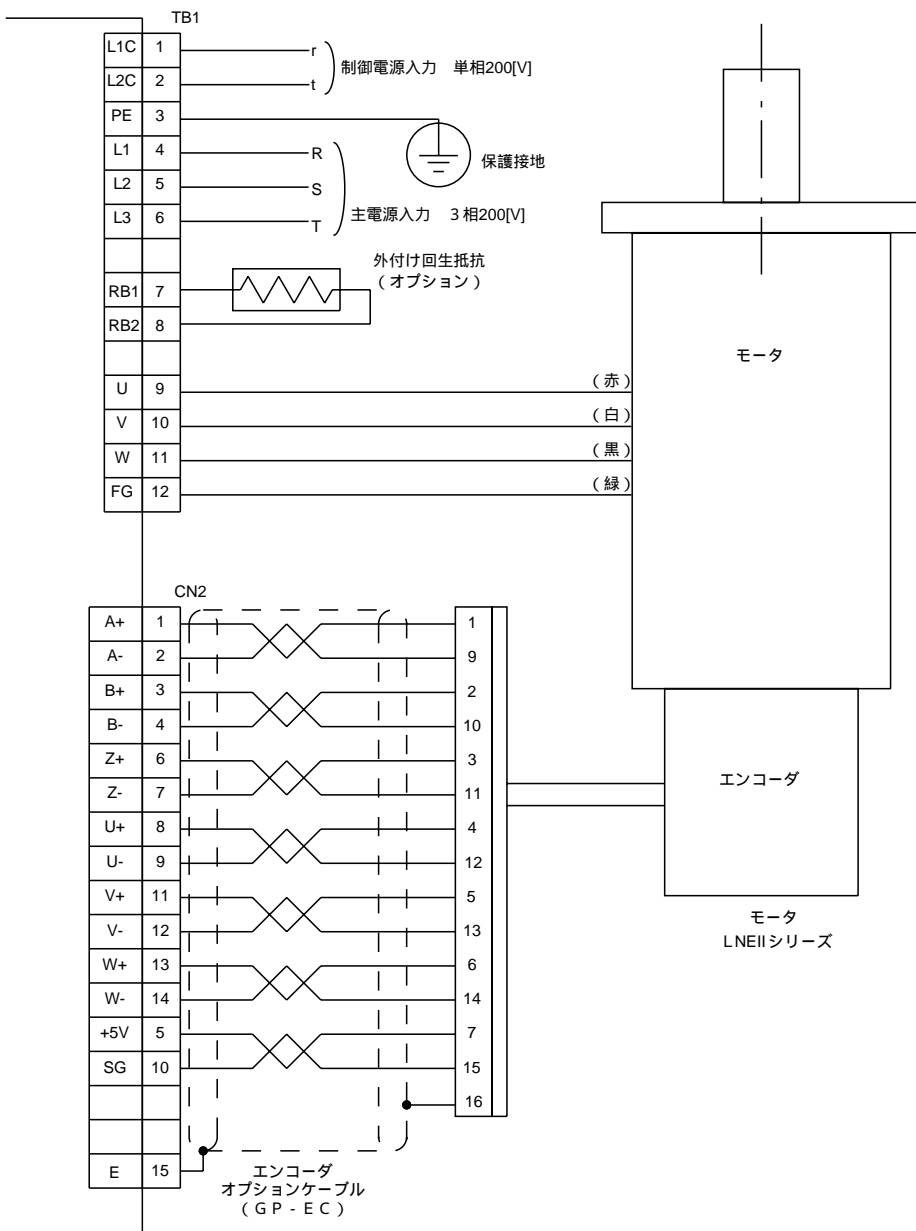 TB1
L1C 1 r
制御電源入力 単相200[V]
L2C 2 t
PE 3
保護接地
L1 4 R
L2 5 S
主電源入力 3相200[V]
L3 6 T
外付け回生抵抗
(オプション)
RB1 7
RB2 8
モータ
U 9 (赤)
V 10 (白)
W 11 (黒)
FG 12 (緑)
CN2
A+ 1 1
A- 2 9
B+ 3 2
B- 4 10
Z+ 6 3
Z- 7 11
エンコーダ
U+ 8 4
U- 9 12
V+ 11 5
V- 12 13
モータ
LNEIIシリーズ
W+ 13 6
W- 14 14
+5V 5 7
SG 10 15
16
E 15
エンコーダ
オプションケーブル
(GP-EC)